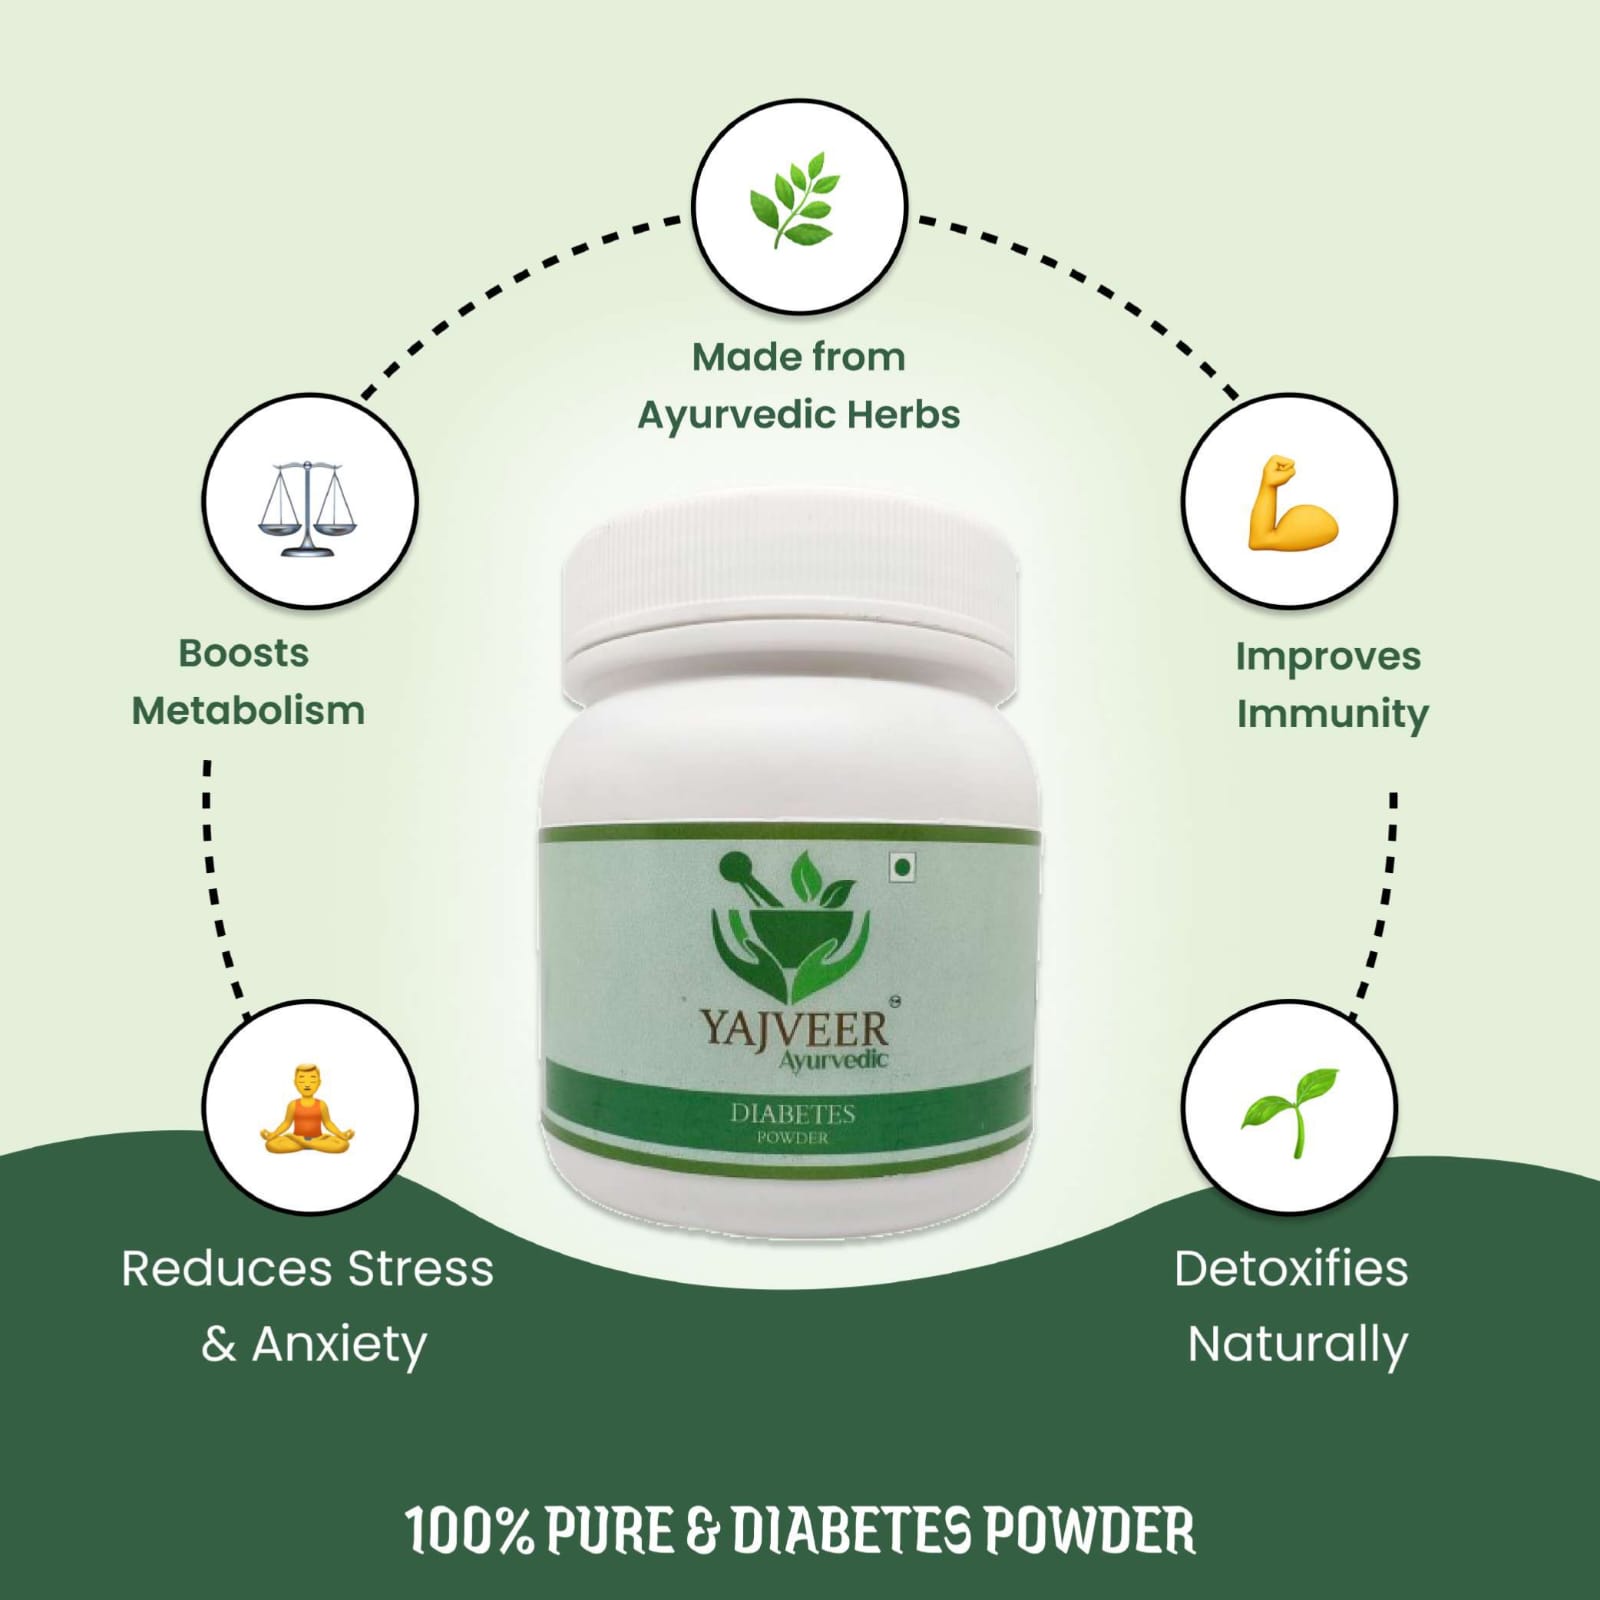 Made from
Ayurvedic Herbs
Boosts
Metabolism
Improves
Immunity
YAJVEER
Ayurvedic
DIABETES
POWDER
Reduces Stress
& Anxiety
Detoxifies
Naturally
100% PURE & DIABETES POWDER